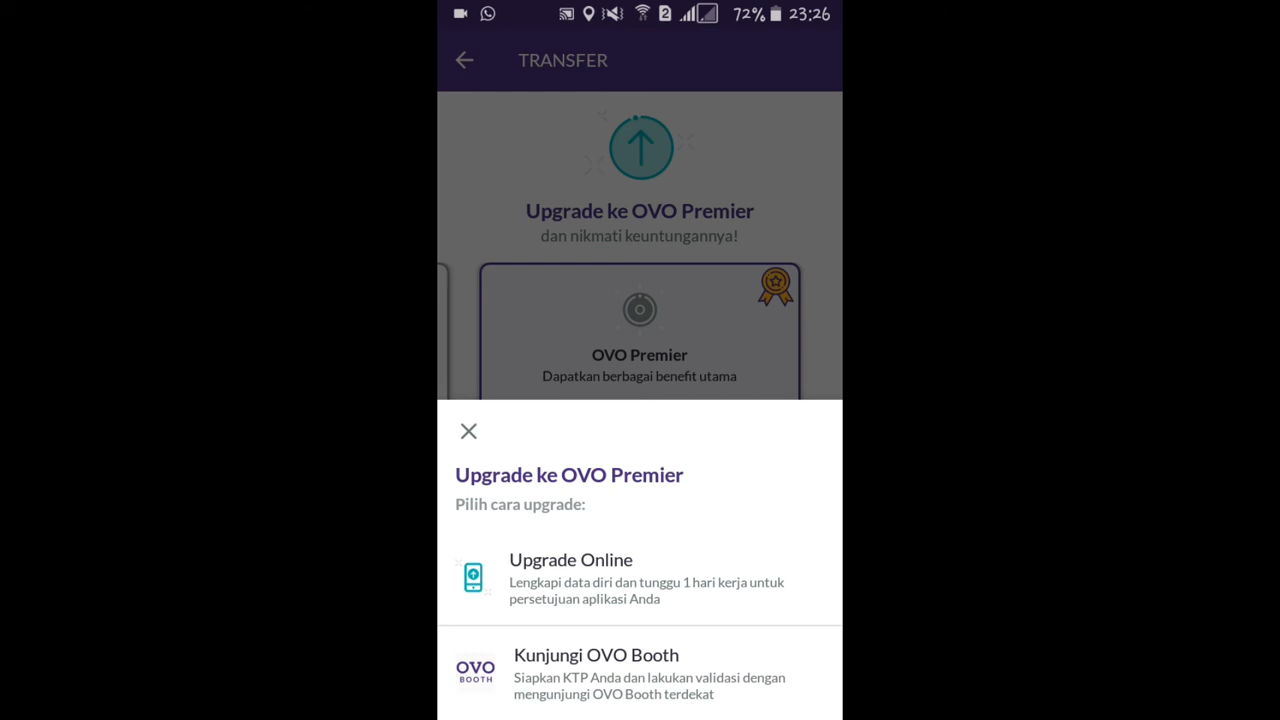 2 72% 23:26
TRANSFER
Upgrade ke OVO Premier
dan nikmati keuntungannya!
OVO Premier
Dapatkan berbagai benefit utama
Upgrade ke OVO Premier
Pilih cara upgrade:
Upgrade Online
Lengkapi data diri dan tunggu 1 hari kerja untuk
persetujuan aplikasi Anda
OVO
BOOTH
Kunjungi OVO Booth
Siapkan KTP Anda dan lakukan validasi dengan
mengunjungi OVO Booth terdekat